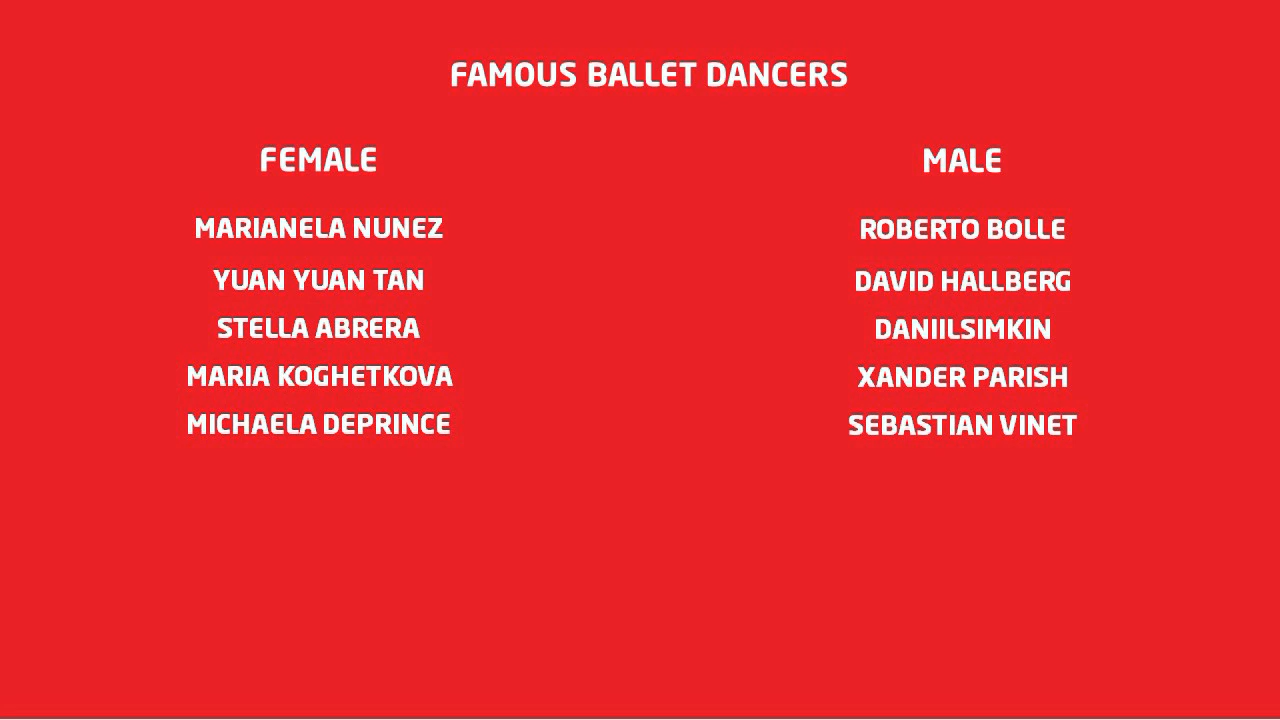 FAMOUS BALLET DANCERS
FEMALE
MARIANELA NUNEZ
YUAN YUAN TAN
STELLA ABRERA
MARIA KOGHETKOVA
MICHAELA DEPRINCE
MALE
ROBERTO BOLLE
DAVID HALLBERG
DANIILSIMKIN
XANDER PARISH
SEBASTIAN VINET